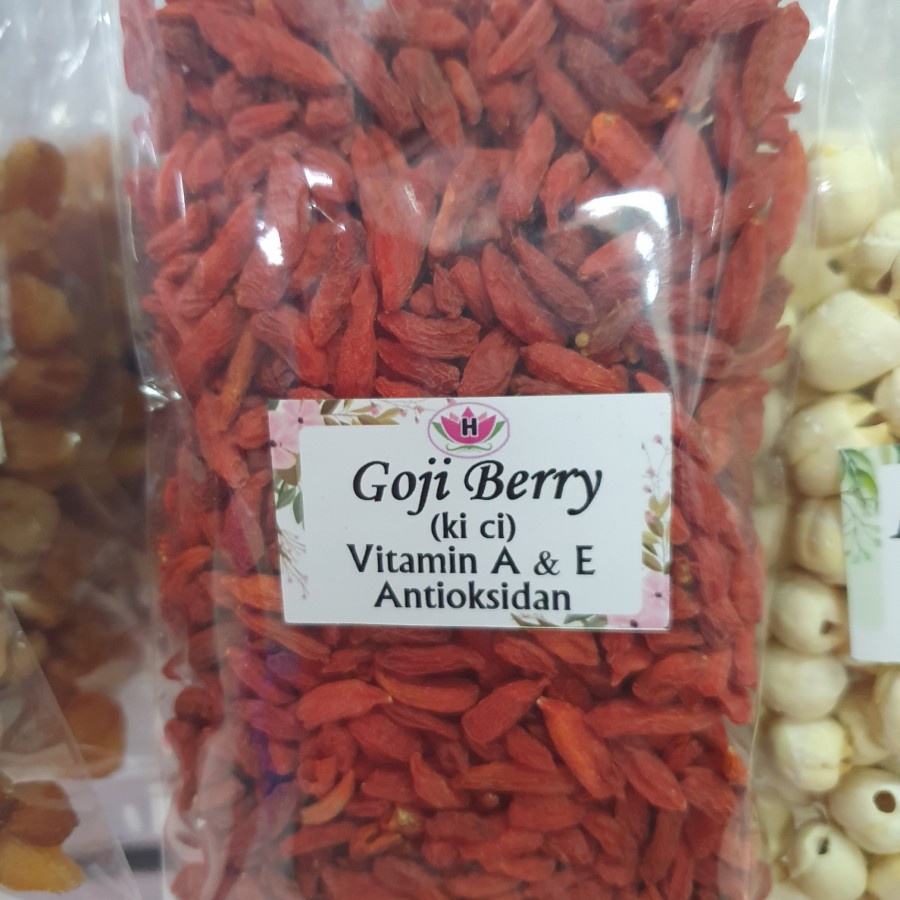 H
Goji Berry
(ki ci)
Vitamin A & E
Antioksidan